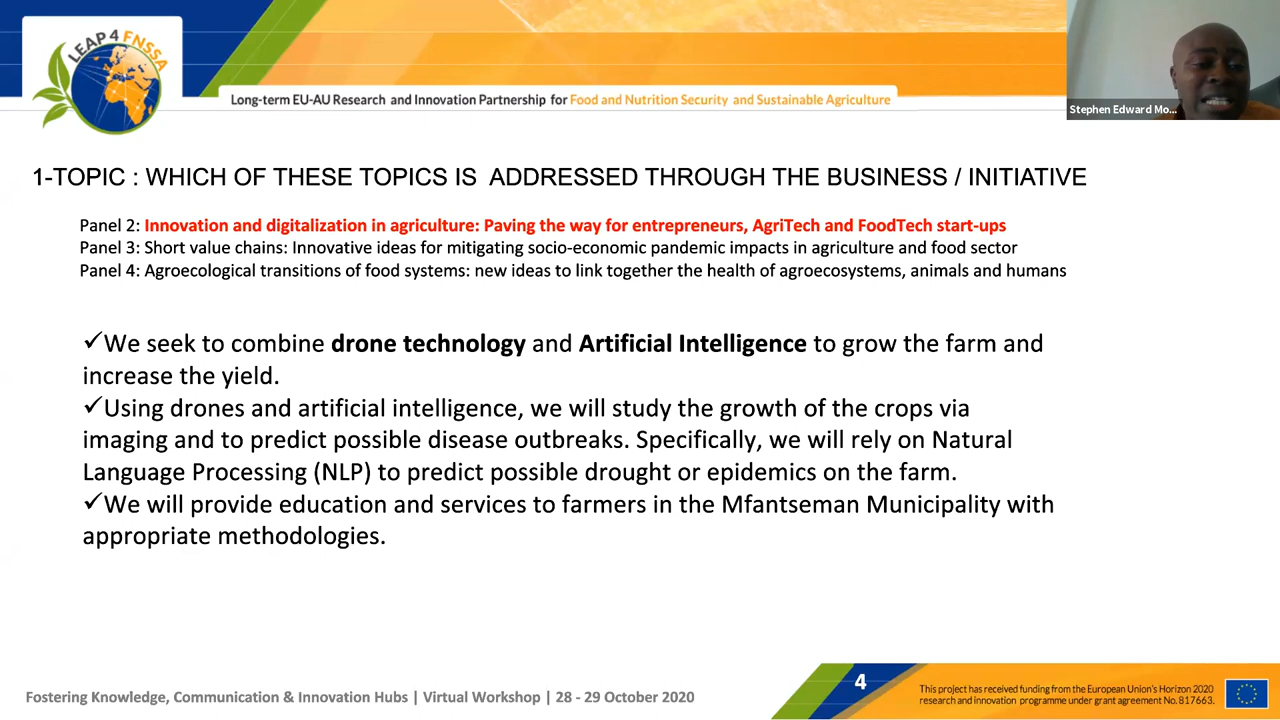 LEAP 4 FNSSA
Long-term EU-AU Research and Innovation Partnership for Food and Nutrition Security and Sustainable Agriculture
Stephen Edward Mo...
1-TOPIC : WHICH OF THESE TOPICS IS ADDRESSED THROUGH THE BUSINESS / INITIATIVE
Panel 2: Innovation and digitalization in agriculture: Paving the way for entrepreneurs, AgriTech and FoodTech start-ups
Panel 3: Short value chains: Innovative ideas for mitigating socio-economic pandemic impacts in agriculture and food sector
Panel 4: Agroecological transitions of food systems: new ideas to link together the health of agroecosystems, animals and humans
✓We seek to combine drone technology and Artificial Intelligence to grow the farm and
increase the yield.
✓Using drones and artificial intelligence, we will study the growth of the crops via
imaging and to predict possible disease outbreaks. Specifically, we will rely on Natural
Language Processing (NLP) to predict possible drought or epidemics on the farm.
✓We will provide education and services to farmers in the Mfantseman Municipality with
appropriate methodologies.
Fostering Knowledge, Communication & Innovation Hubs | Virtual Workshop | 28 - 29 October 2020
4
This project has received funding from the European Union's Horizon 2020
research and innovation programme under grant agreement No. 817663.